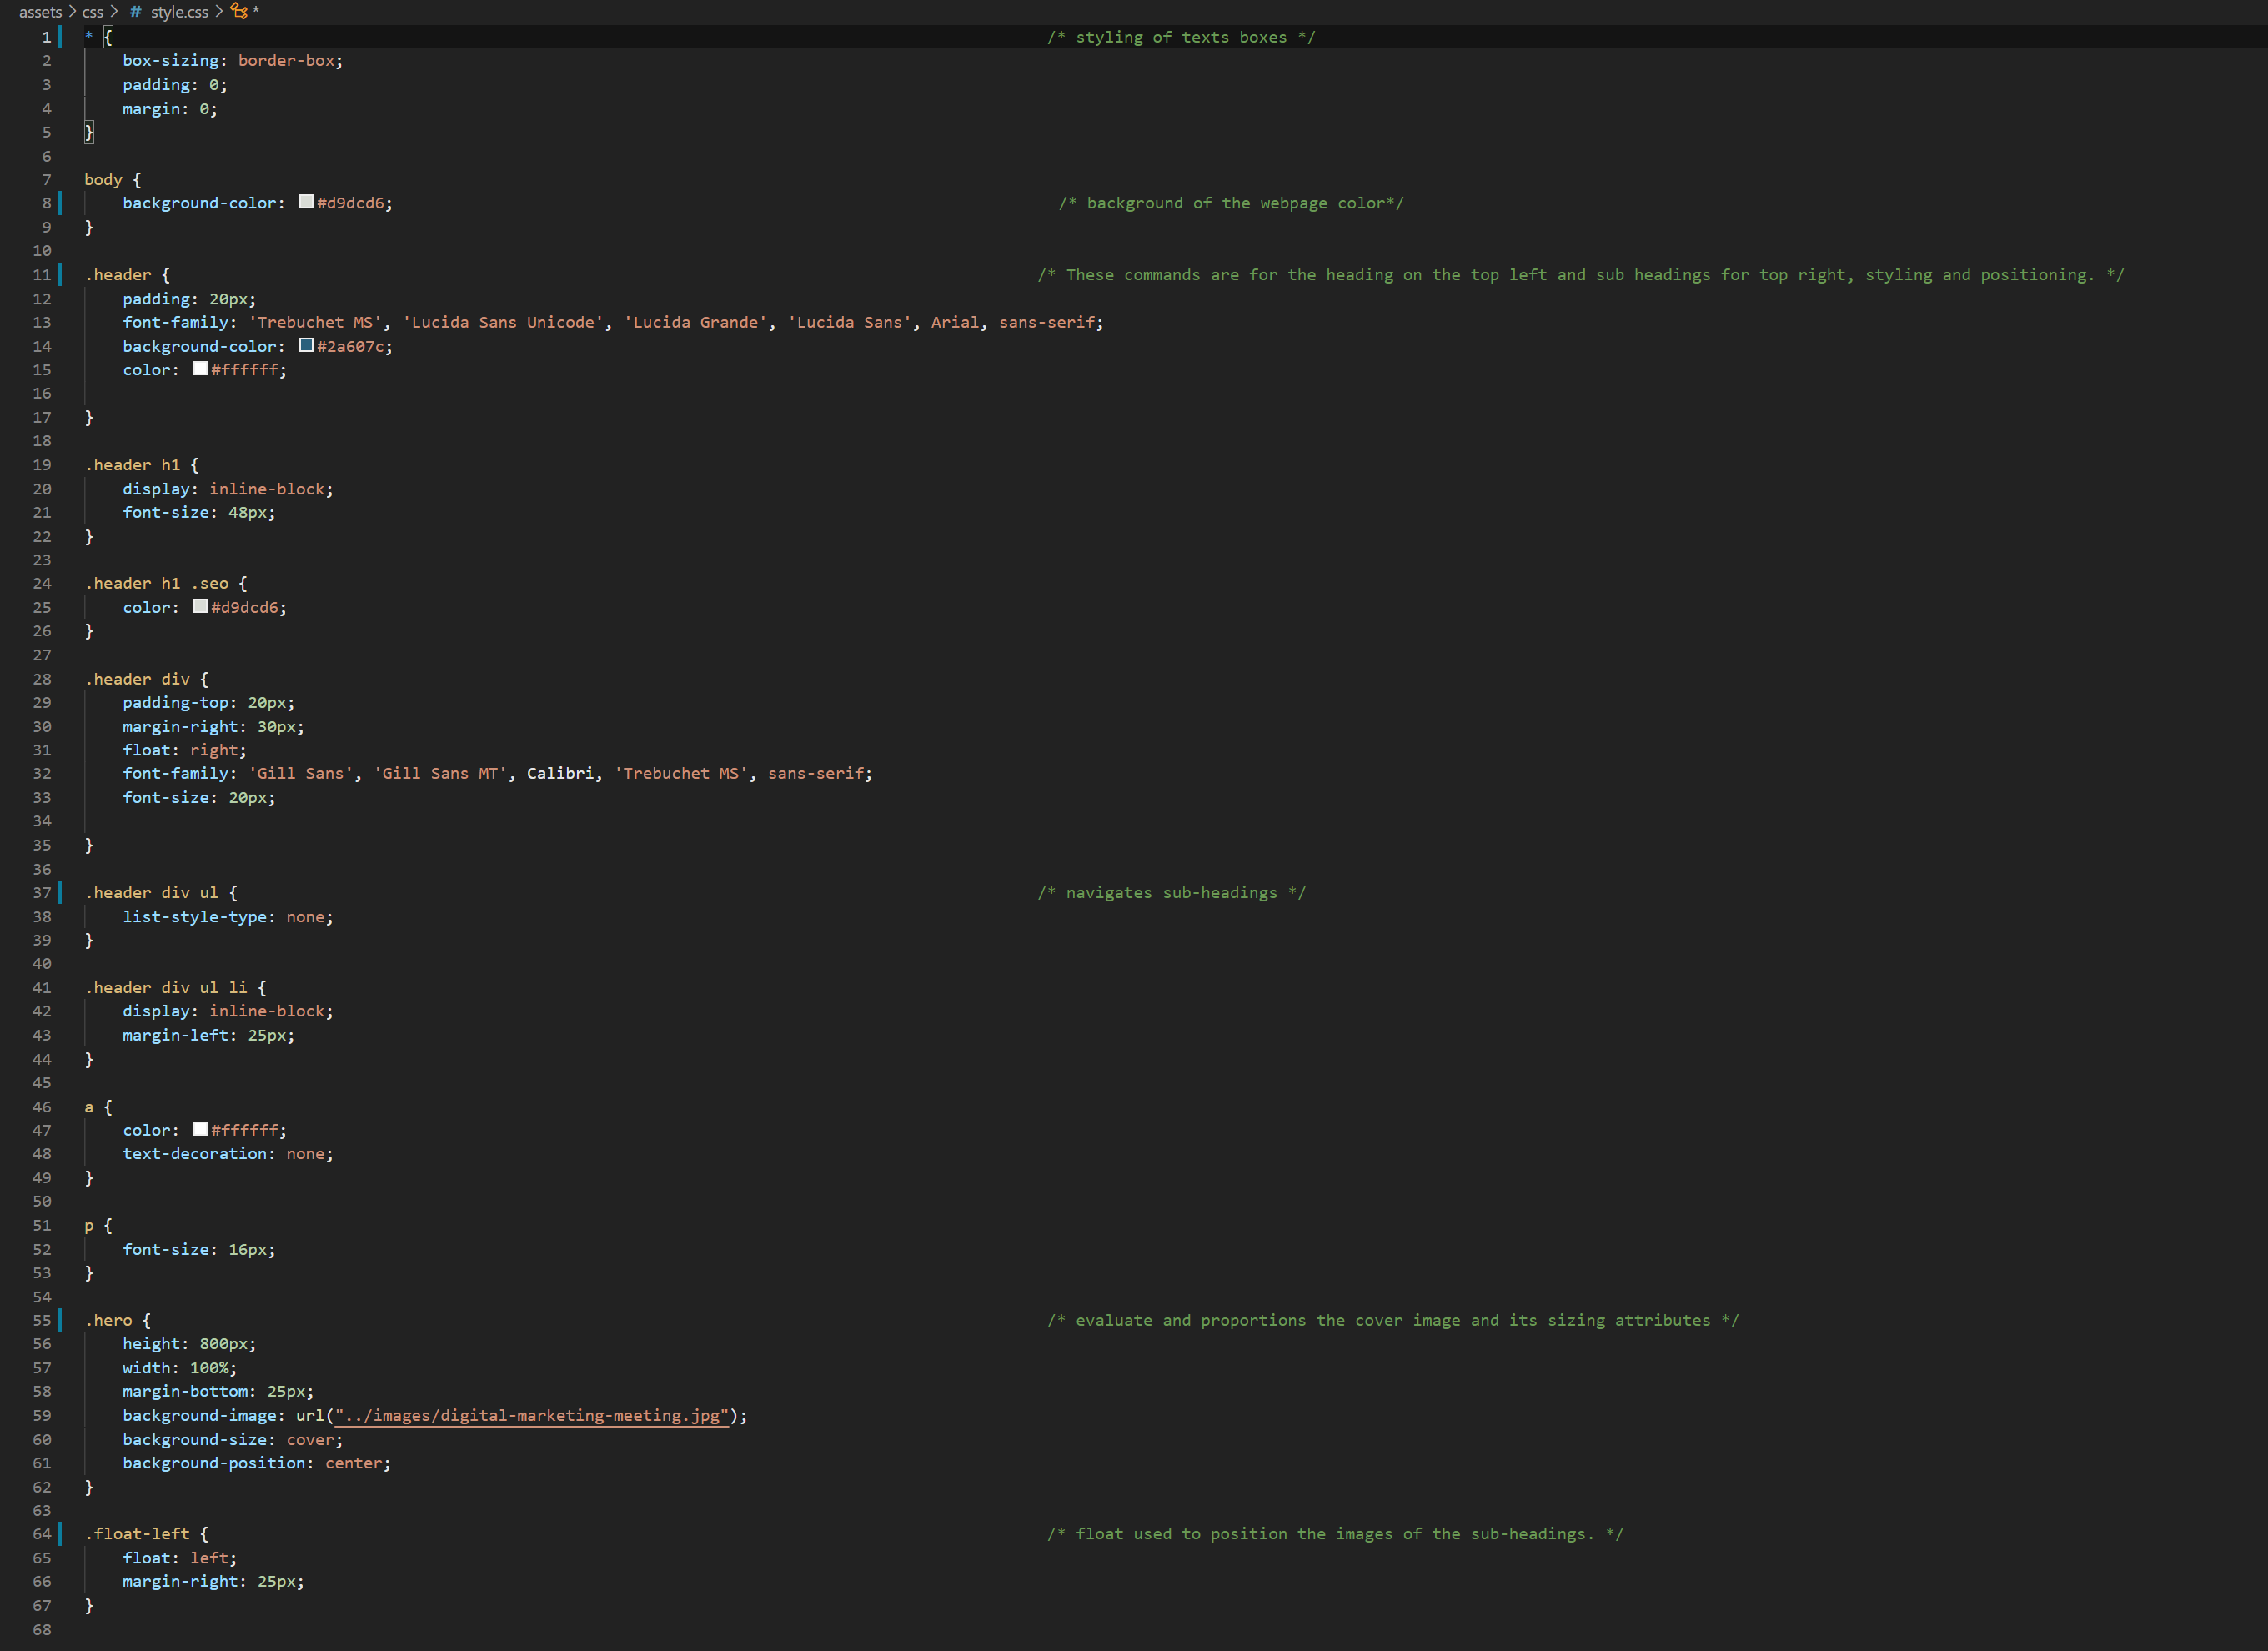 assets > css > # style.css > *
1 * { /* styling of texts boxes */
2 box-sizing: border-box;
3 padding: 0;
4 margin: 0;
5 }
6
7 body {
8 background-color: #d9dcd6; /* background of the webpage color*/
9 }
10
11 .header { /* These commands are for the heading on the top left and sub headings for top right, styling and positioning. */
12 padding: 20px;
13 font-family: 'Trebuchet MS', 'Lucida Sans Unicode', 'Lucida Grande', 'Lucida Sans', Arial, sans-serif;
14 background-color: #2a607c;
15 color: #ffffff;
16
17 }
18
19 .header h1 {
20 display: inline-block;
21 font-size: 48px;
22 }
23
24 .header h1 .seo {
25 color: #d9dcd6;
26 }
27
28 .header div {
29 padding-top: 20px;
30 margin-right: 30px;
31 float: right;
32 font-family: 'Gill Sans', 'Gill Sans MT', Calibri, 'Trebuchet MS', sans-serif;
33 font-size: 20px;
34
35 }
36
37 .header div ul { /* navigates sub-headings */
38 list-style-type: none;
39 }
40
41 .header div ul li {
42 display: inline-block;
43 margin-left: 25px;
44 }
45
46 a {
47 color: #ffffff;
48 text-decoration: none;
49 }
50
51 p {
52 font-size: 16px;
53 }
54
55 .hero { /* evaluate and proportions the cover image and its sizing attributes */
56 height: 800px;
57 width: 100%;
58 margin-bottom: 25px;
59 background-image: url("../images/digital-marketing-meeting.jpg");
60 background-size: cover;
61 background-position: center;
62 }
63
64 .float-left { /* float used to position the images of the sub-headings. */
65 float: left;
66 margin-right: 25px;
67 }
68